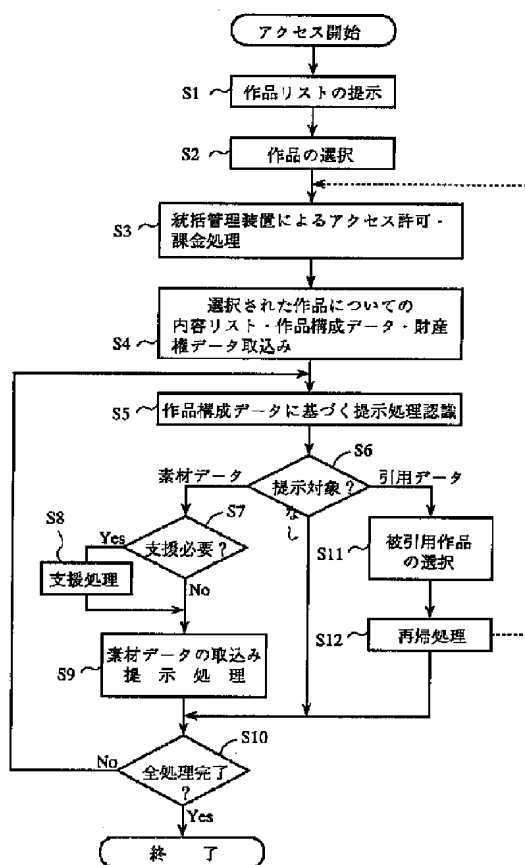 アクセス開始
S1
作品リストの提示
S2
作品の選択
S3
統括管理装置によるアクセス許可・
課金処理
S4
選択された作品についての
内容リスト・作品構成データ・財産
権データ取込み
S5
作品構成データに基づく提示処理認識
S6
素材データ
提示対象?
引用データ
なし
S7
支援必要?
Yes
No
S8
支援処理
S11
被引用作品
の選択
S12
再帰処理
S9
素材データの取込み
提示処理
S10
No
全処理完了
?
Yes
終了